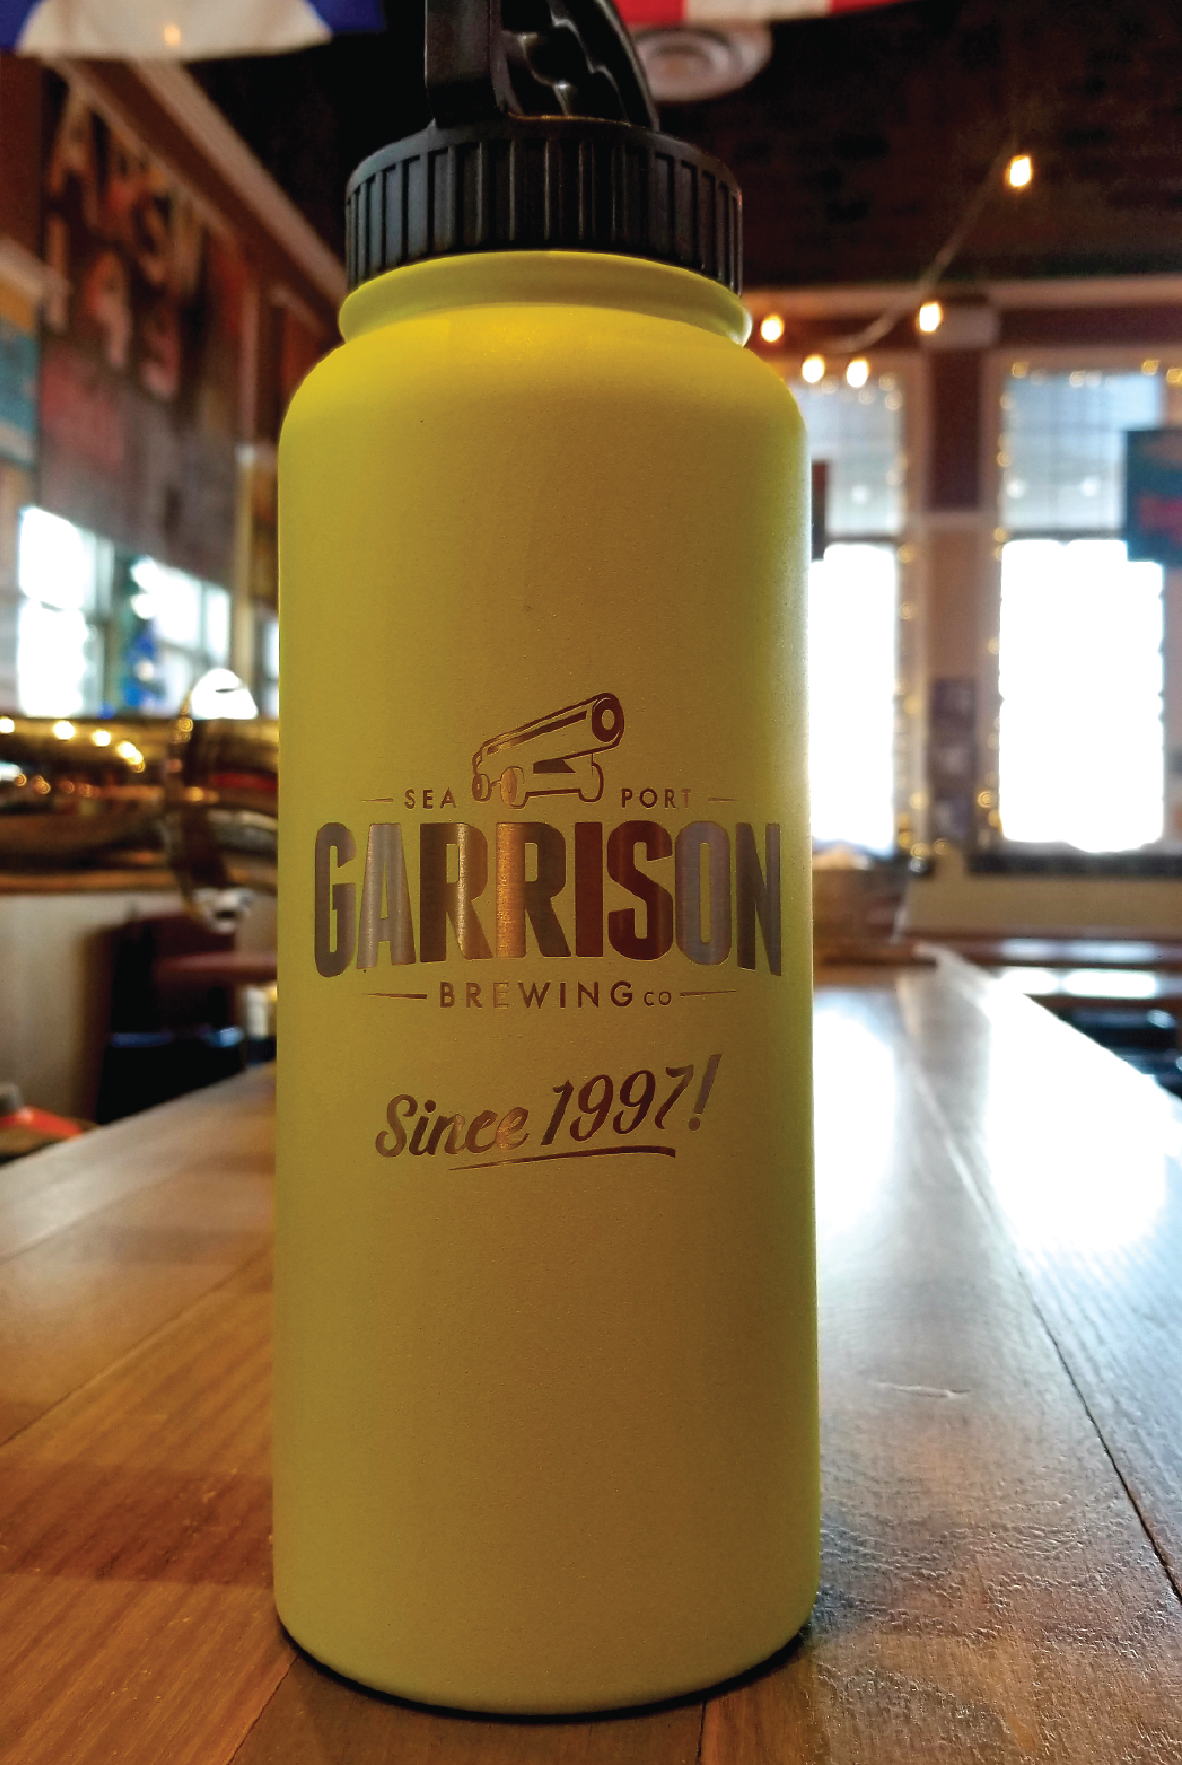 SEA PORT
GARRISON
BREWING CO
Since 1997!